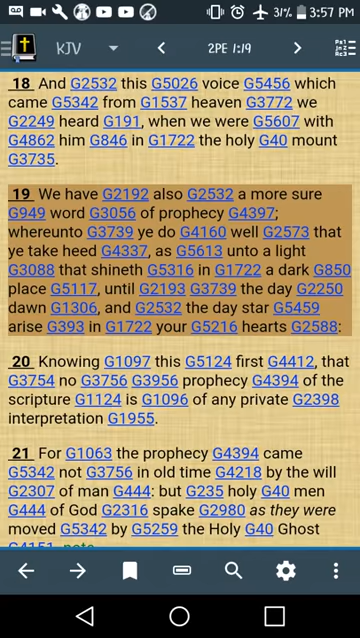 31% 3:57 PM
KJV 2PE 1:19
18 And G2532 this G5026 voice G5456 which
came G5342 from G1537 heaven G3772 we
G2249 heard G191, when we were G5607 with
G4862 him G846 in G1722 the holy G40 mount
G3735.
19 We have G2192 also G2532 a more sure
G949 word G3056 of prophecy G4397;
whereunto G3739 ye do G4160 well G2573 that
ye take heed G4337, as G5613 unto a light
G3088 that shineth G5316 in G1722 a dark G850
place G5117, until G2193 G3739 the day G2250
dawn G1306, and G2532 the day star G5459
arise G393 in G1722 your G5216 hearts G2588:
20 Knowing G1097 this G5124 first G4412, that
G3754 no G3756 G3956 prophecy G4394 of the
scripture G1124 is G1096 of any private G2398
interpretation G1955.
21 For G1063 the prophecy G4394 came
G5342 not G3756 in old time G4218 by the will
G2307 of man G444: but G235 holy G40 men
G444 of God G2316 spake G2980 as they were
moved G5342 by G5259 the Holy G40 Ghost
G4151. note